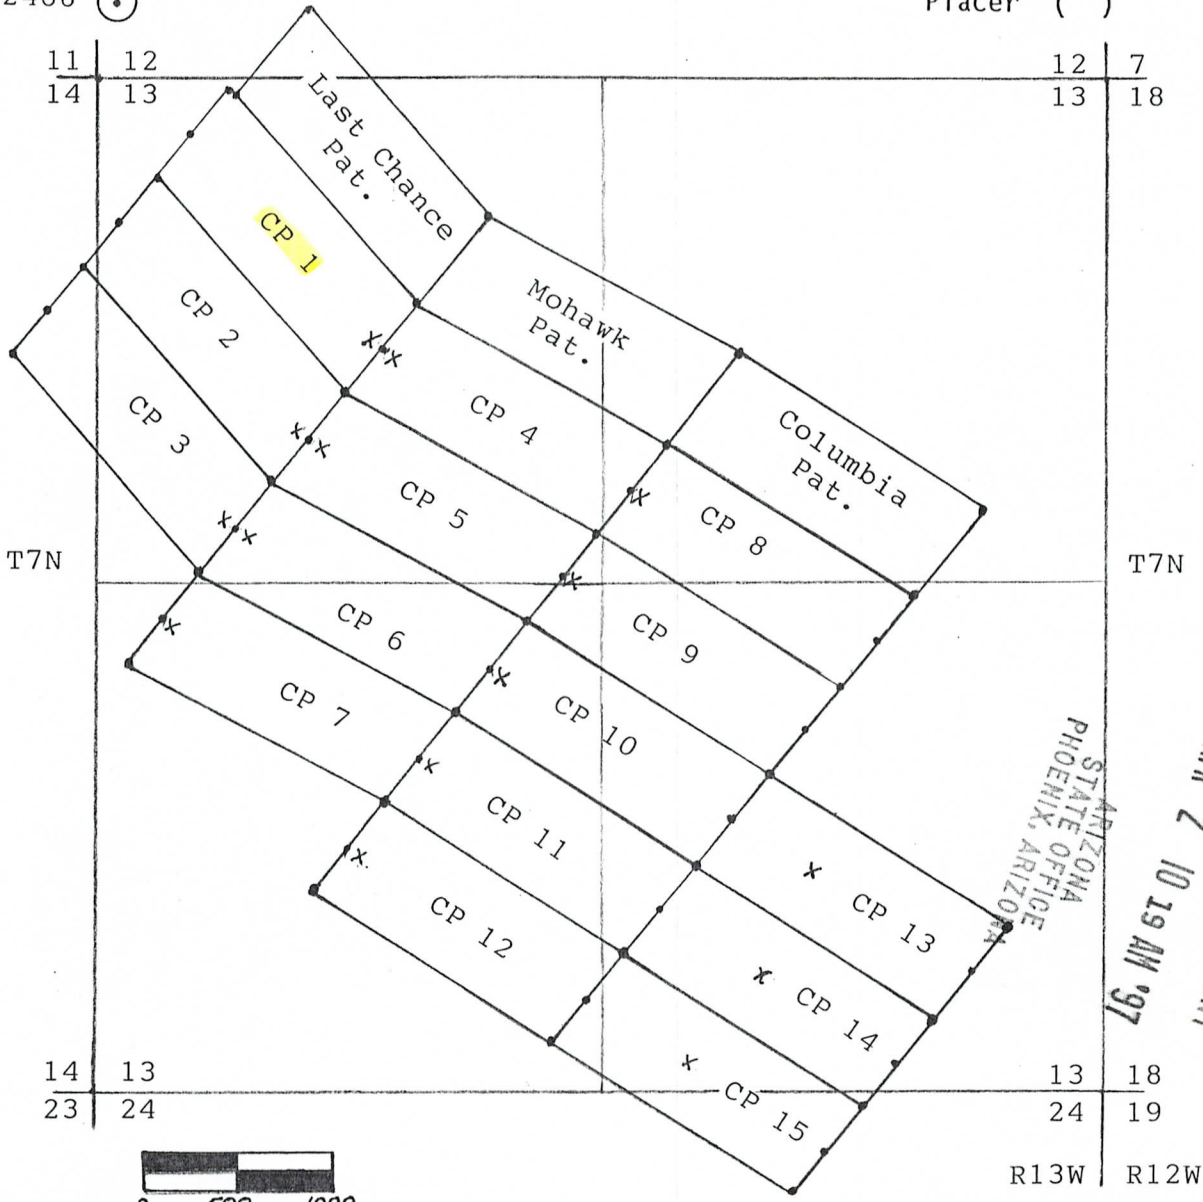 Placer ( )
11 12
14 13
12 7
13 18
Last Chance
Pat.
CP 1
CP 2
CP 3
Mohawk
Pat.
CP 4
Columbia
Pat.
CP 5
CP 8
T7N
T7N
CP 6
CP 9
CP 7
CP 10
CP 11
CP 12
CP 13
CP 14
CP 15
x x
x x
x x
x
x
x
x
x
x
x
x
x
ARIZONA
STATE OFFICE
PHOENIX, ARIZONA
2 10 19 AM '97
14 13
23 24
13 18
24 19
R13W R12W